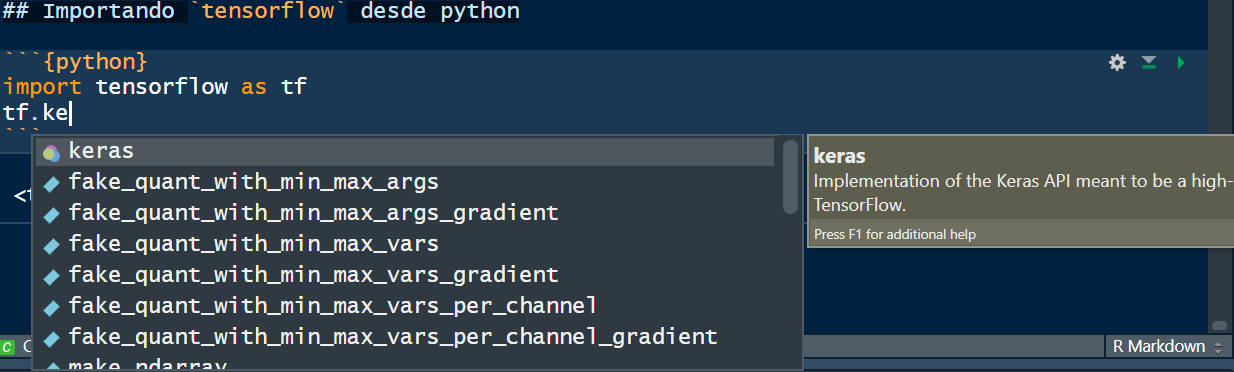 ## Importando `tensorflow` desde python
```{python}
import tensorflow as tf
tf.ke
```
keras
fake_quant_with_min_max_args
fake_quant_with_min_max_args_gradient
fake_quant_with_min_max_vars
fake_quant_with_min_max_vars_gradient
fake_quant_with_min_max_vars_per_channel
fake_quant_with_min_max_vars_per_channel_gradient
make_ndarray
keras
Implementation of the Keras API meant to be a high-
TensorFlow.
Press F1 for additional help
<t
C
R Markdown